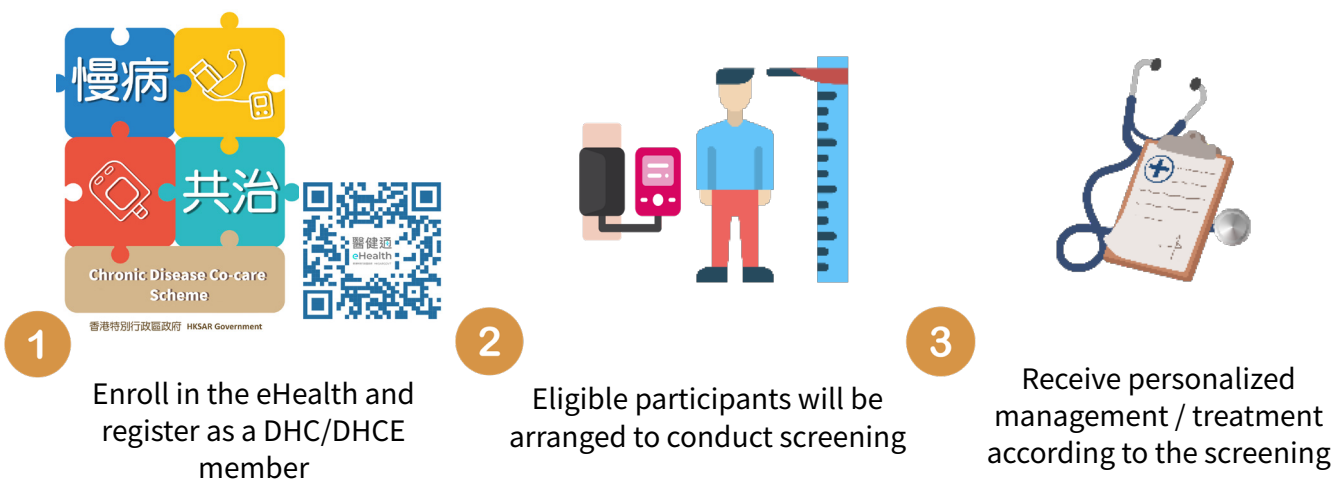 慢病
共治
Chronic Disease Co-care
Scheme
香港特別行政區政府 HKSAR Government
醫健通
eHealth
1
Enroll in the eHealth and
register as a DHC/DHCE
member
2
Eligible participants will be
arranged to conduct screening
3
Receive personalized
management / treatment
according to the screening